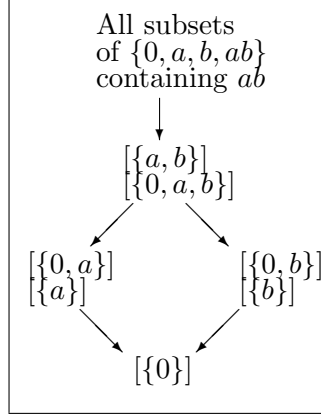 All subsets
of {0, a, b, ab}
containing ab
[{a, b}]
[{0, a, b}]
[{0, a}]
[{a}]
[{0, b}]
[{b}]
[{0}]